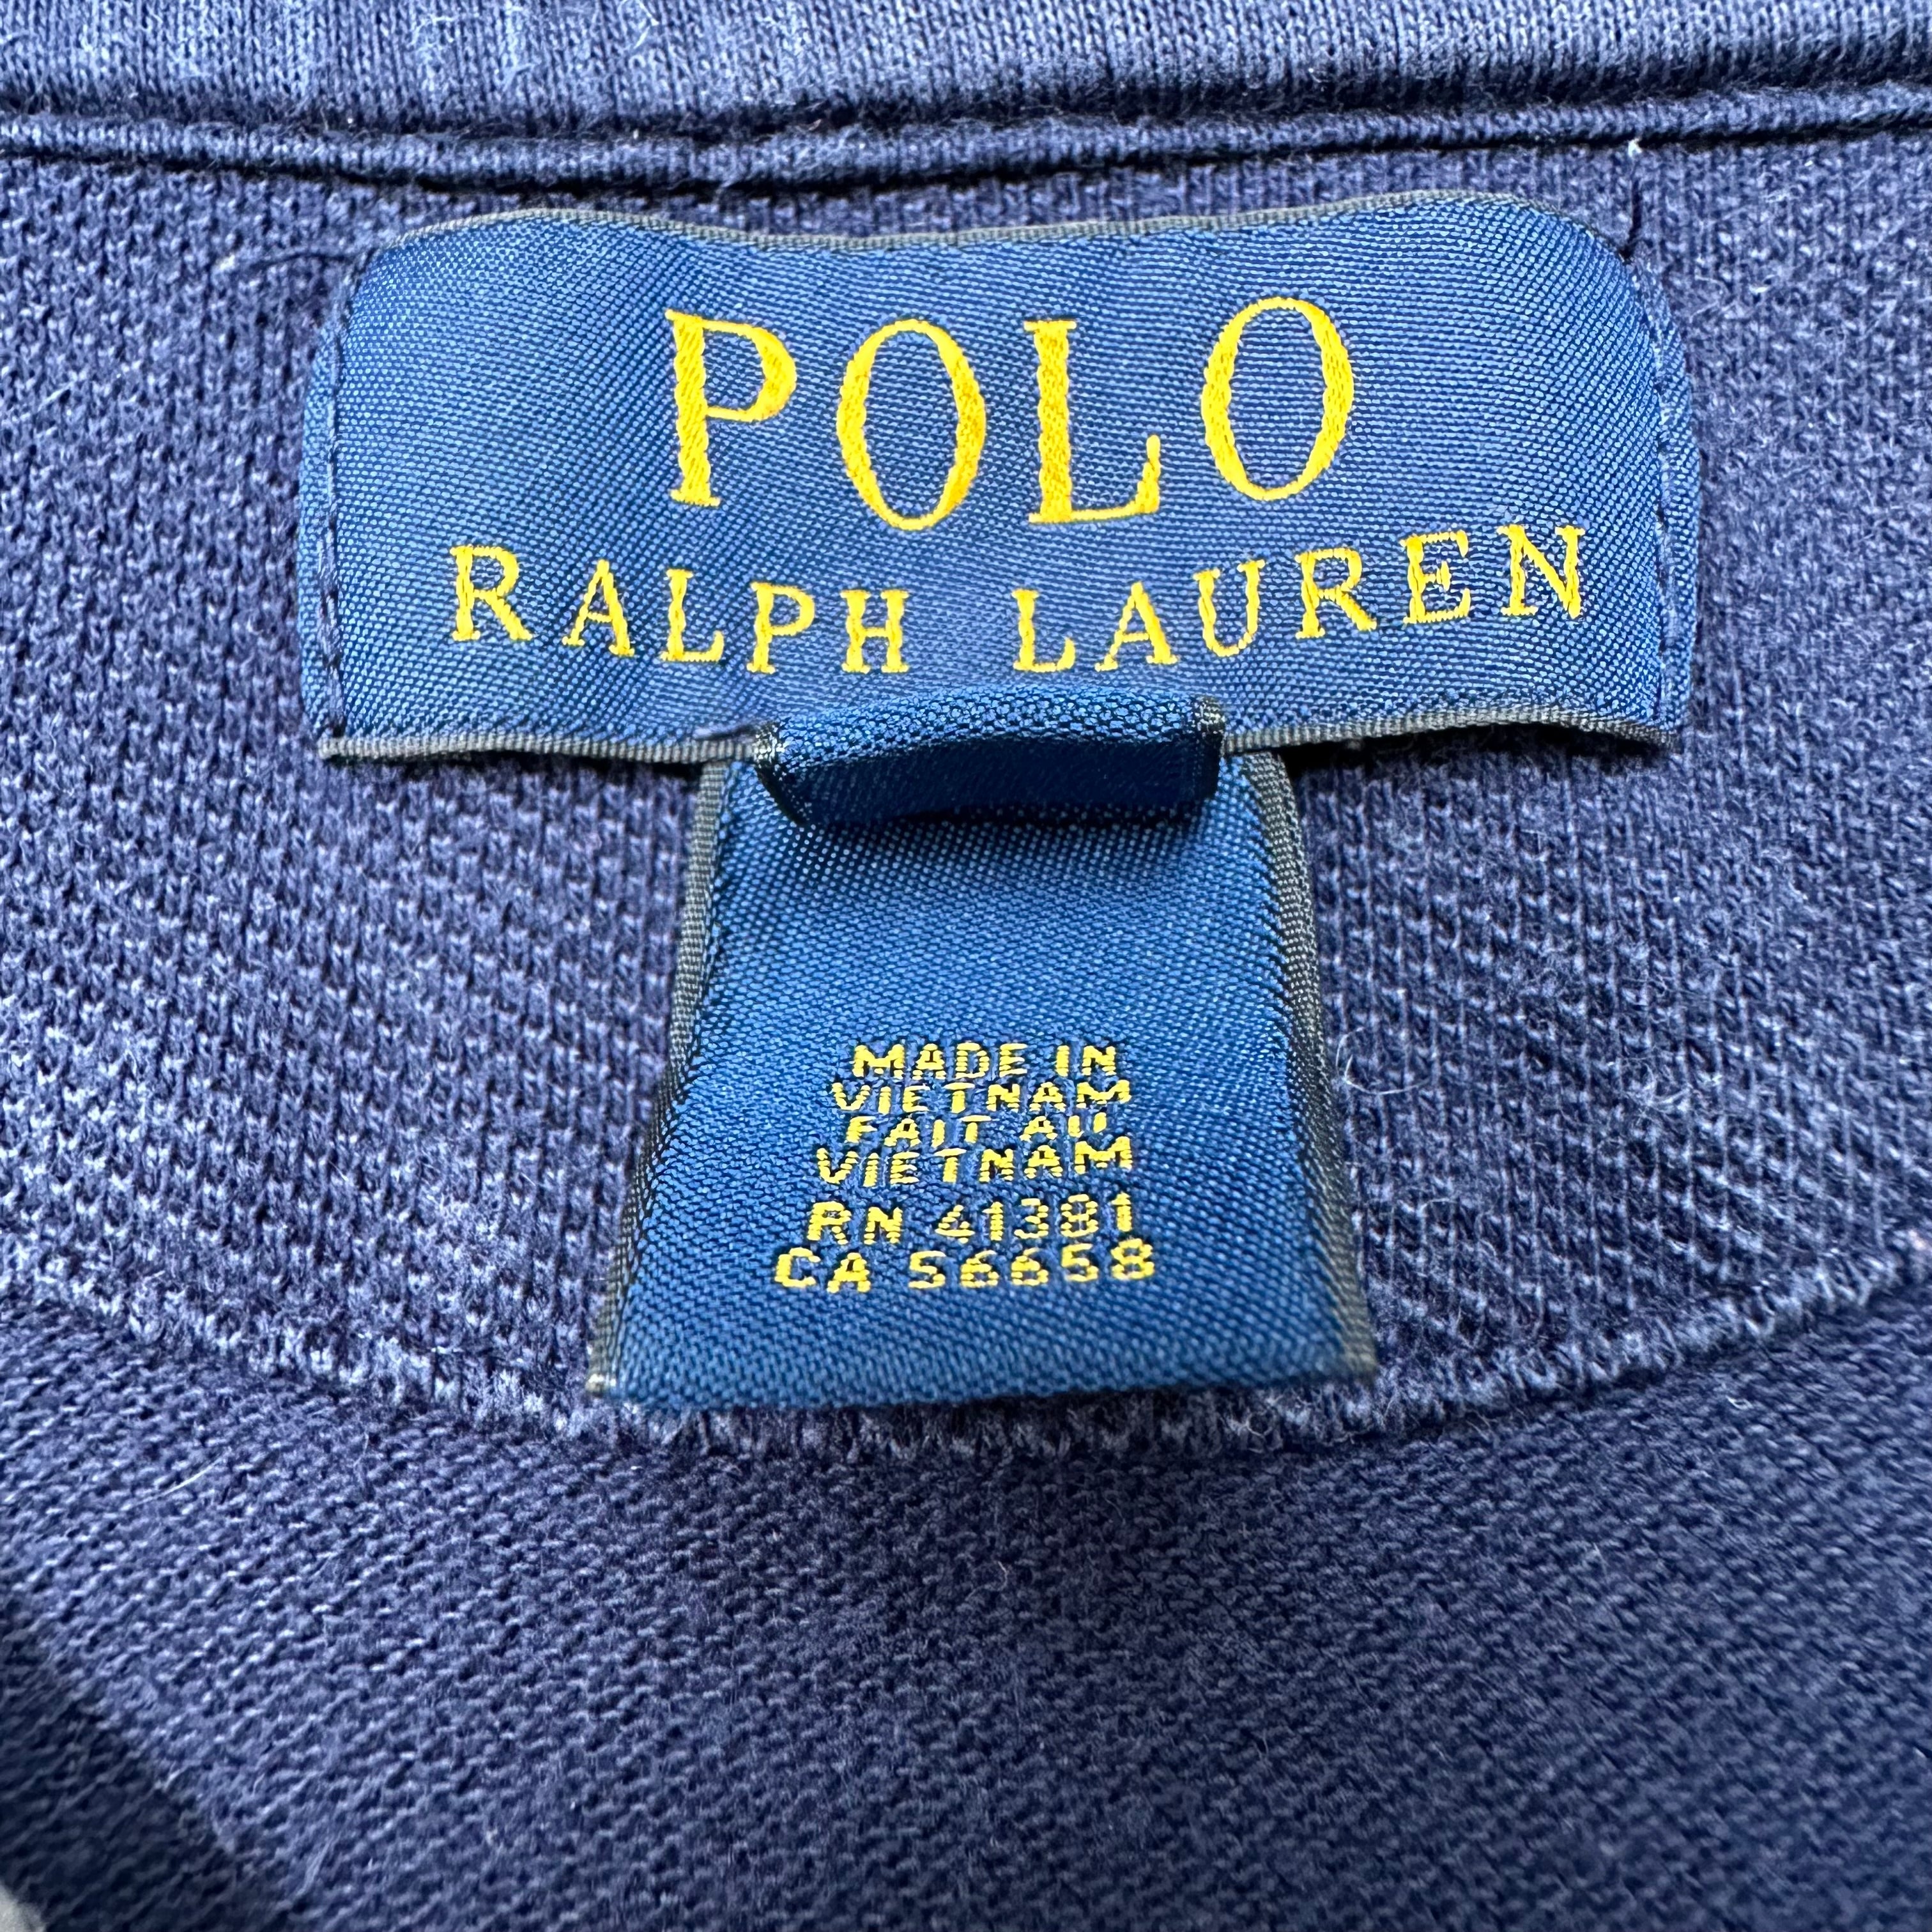 POLO
RALPH LAUREN
MADE IN
VIETNAM
FAIT AU
VIETNAM
RN 41381
CA 56658